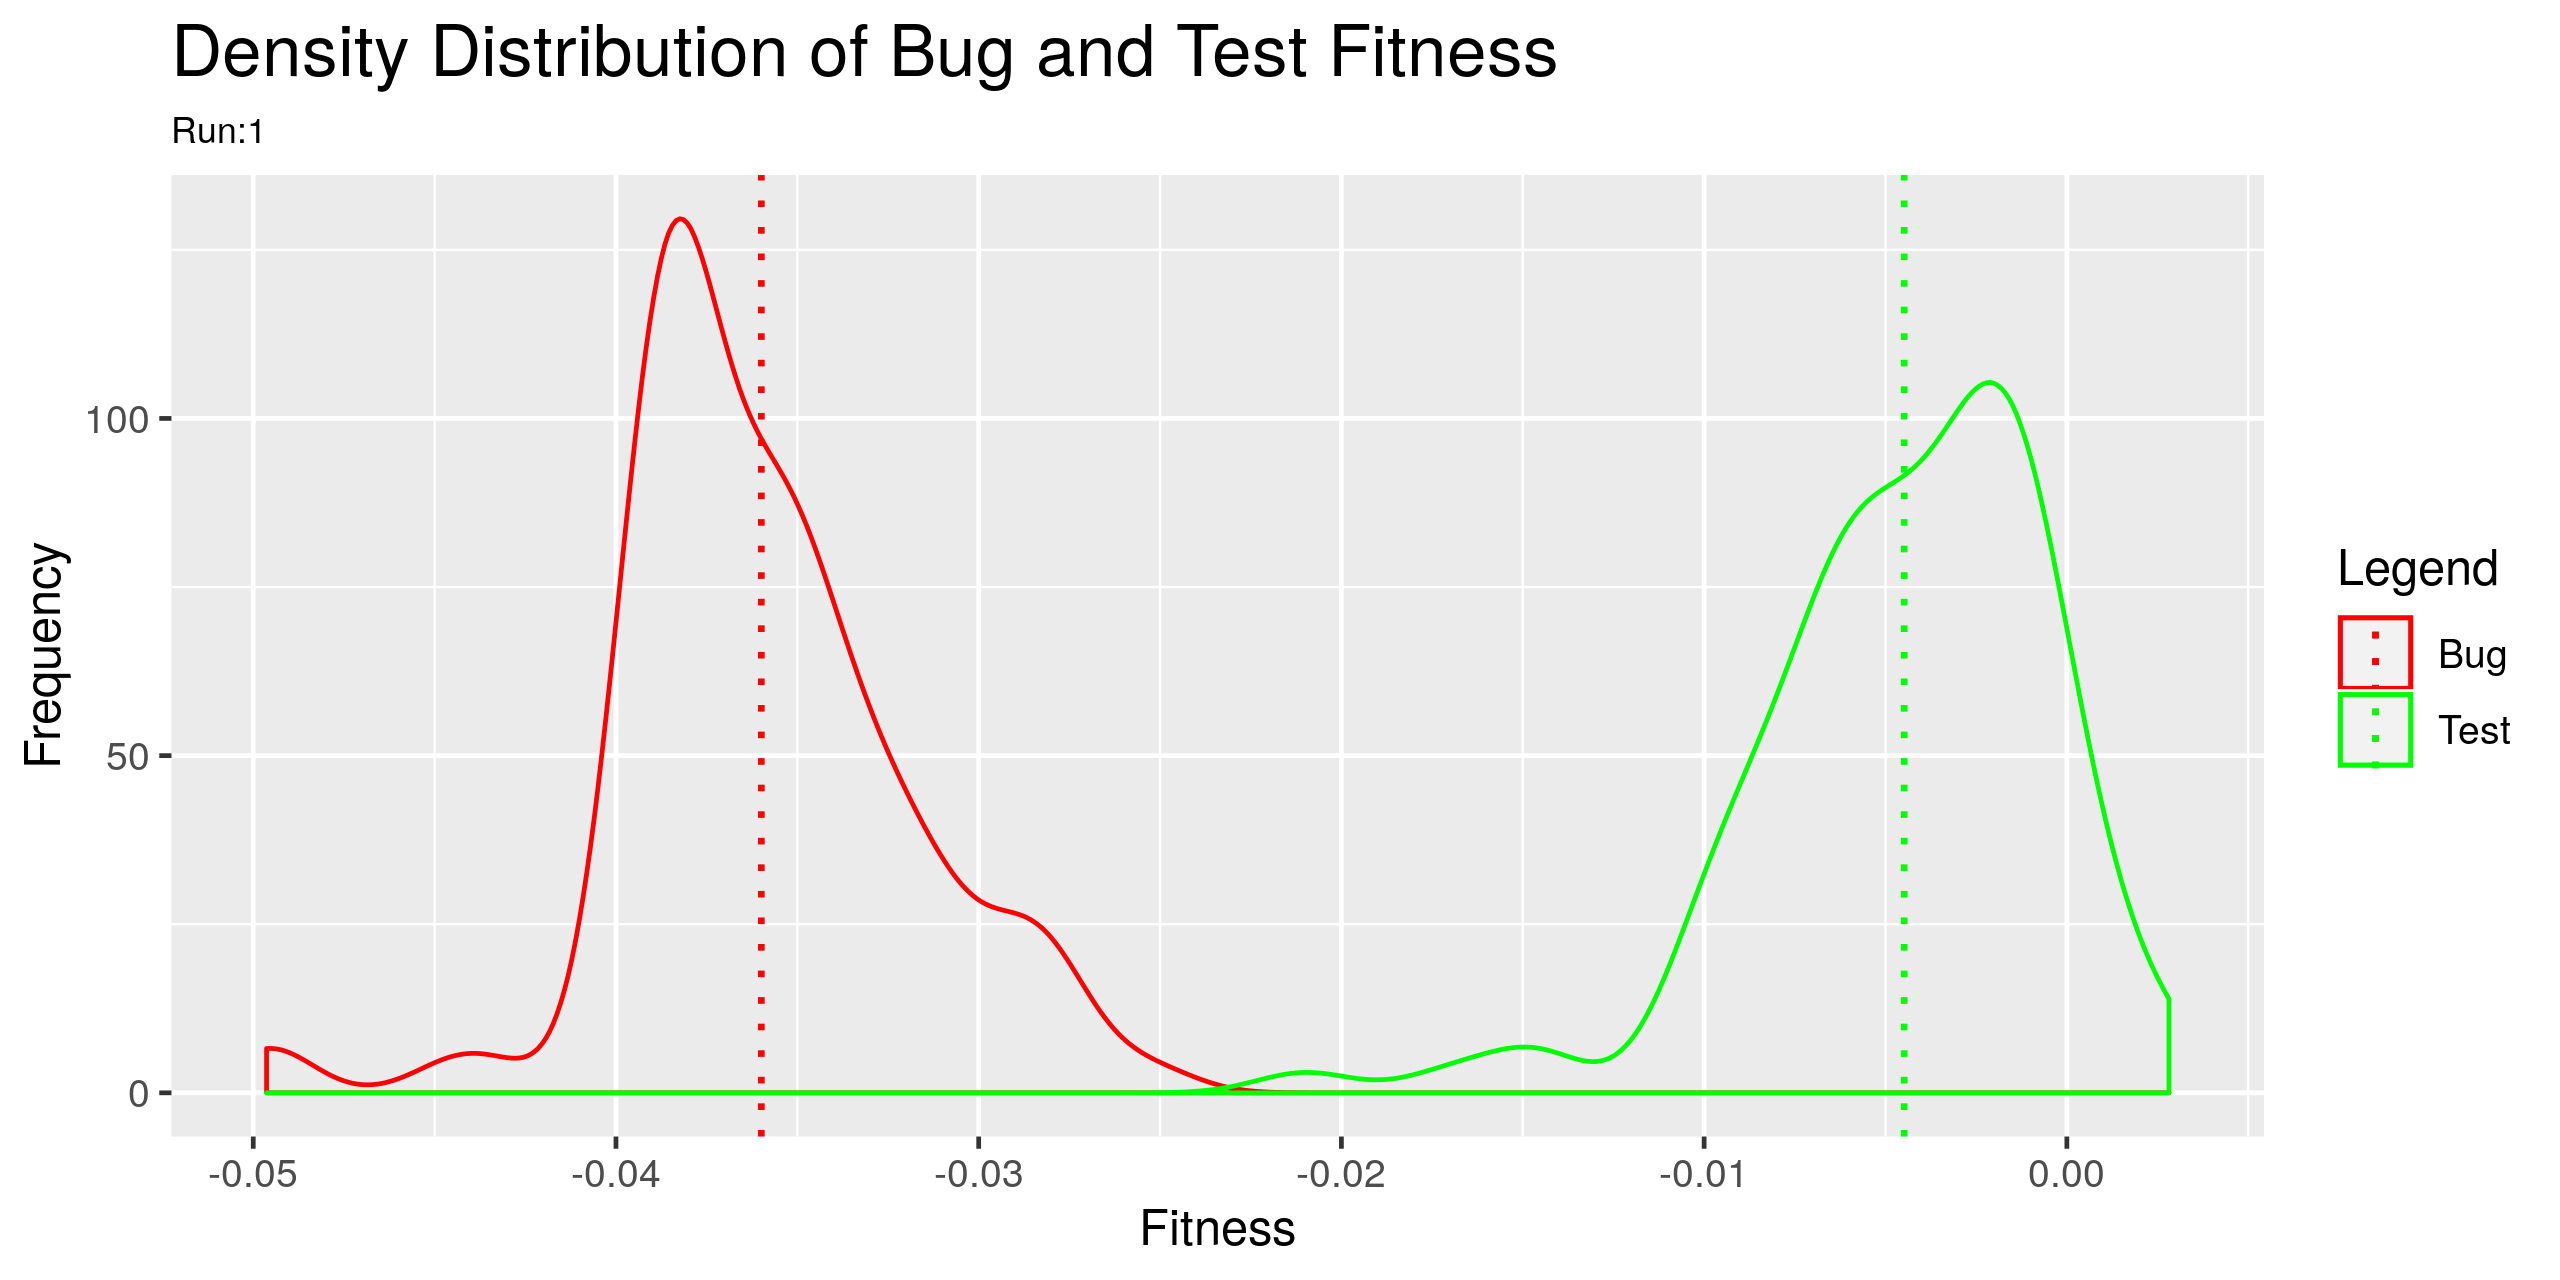 Density Distribution of Bug and Test Fitness
Run:1
Frequency
100
50
0
-0.05
-0.04
-0.03
-0.02
-0.01
0.00
Fitness
Legend
Bug
Test